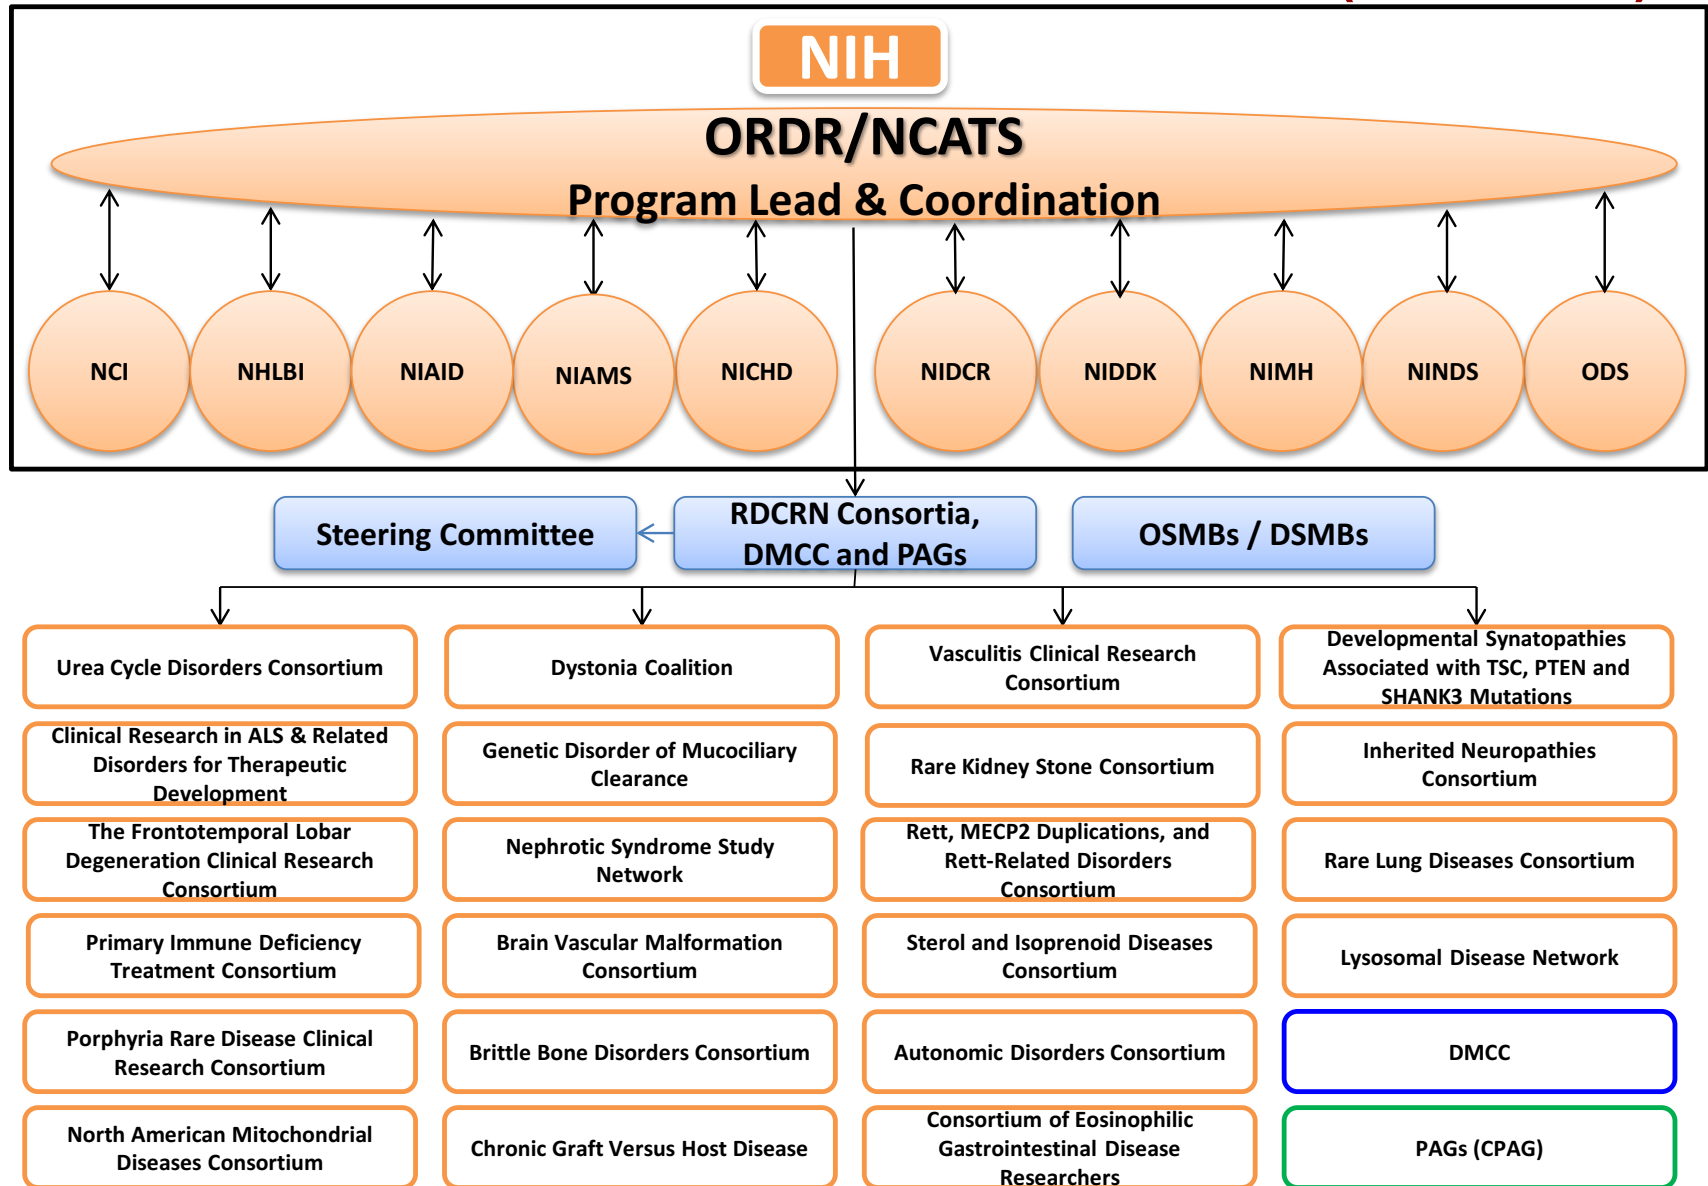 NIH
ORDR/NCATS
Program Lead & Coordination
NCI
NHLBI
NIAID
NIAMS
NICHD
NIDCR
NIDDK
NIMH
NINDS
ODS
Steering Committee
RDCRN Consortia,
DMCC and PAGs
OSMBs / DSMBs
Urea Cycle Disorders Consortium
Dystonia Coalition
Vasculitis Clinical Research
Consortium
Developmental Synatopathies
Associated with TSC, PTEN and
SHANK3 Mutations
Clinical Research in ALS & Related
Disorders for Therapeutic
Development
Genetic Disorder of Mucociliary
Clearance
Rare Kidney Stone Consortium
Inherited Neuropathies
Consortium
The Frontotemporal Lobar
Degeneration Clinical Research
Consortium
Nephrotic Syndrome Study
Network
Rett, MECP2 Duplications, and
Rett-Related Disorders
Consortium
Rare Lung Diseases Consortium
Primary Immune Deficiency
Treatment Consortium
Brain Vascular Malformation
Consortium
Sterol and Isoprenoid Diseases
Consortium
Lysosomal Disease Network
Porphyria Rare Disease Clinical
Research Consortium
Brittle Bone Disorders Consortium
Autonomic Disorders Consortium
DMCC
North American Mitochondrial
Diseases Consortium
Chronic Graft Versus Host Disease
Consortium of Eosinophilic
Gastrointestinal Disease
Researchers
PAGs (CPAG)